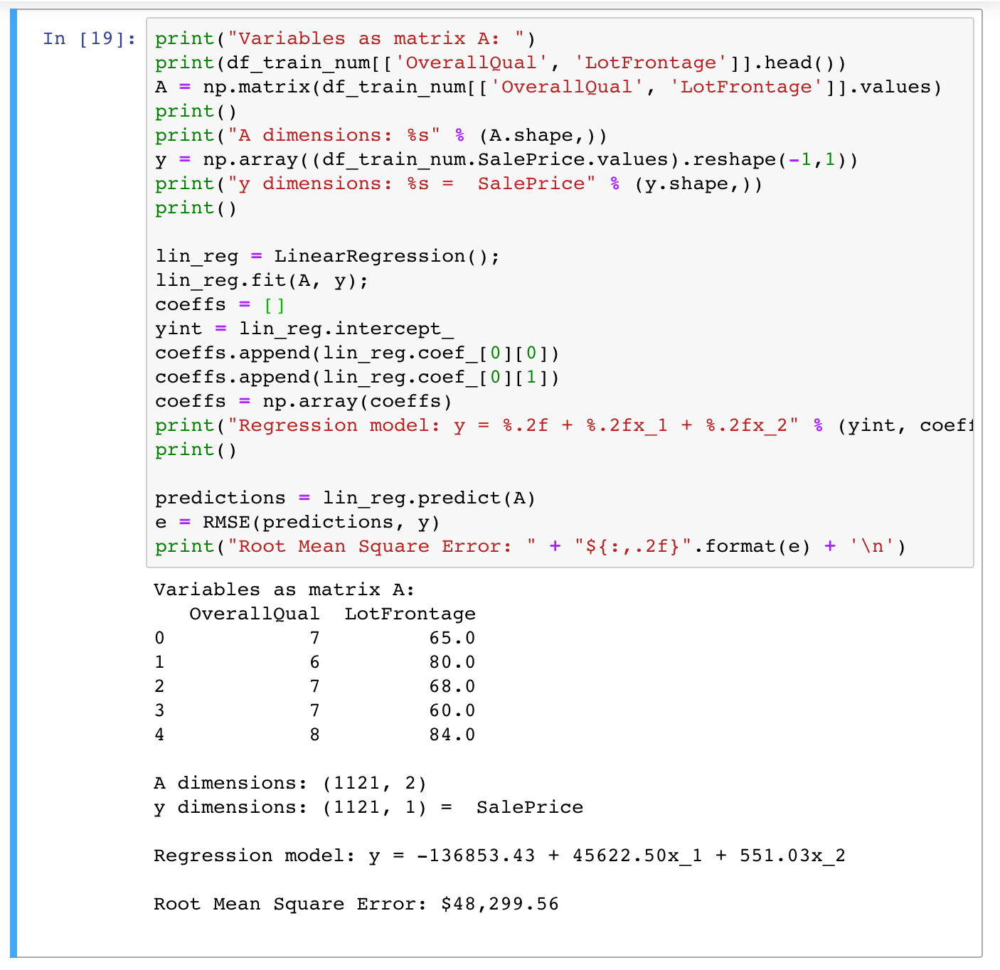 In [19]:
print("Variables as matrix A: ")
print(df_train_num[['OverallQual', 'LotFrontage']].head())
A = np.matrix(df_train_num[['OverallQual', 'LotFrontage']].values)
print()
print("A dimensions: %s" % (A.shape,))
y = np.array((df_train_num.SalePrice.values).reshape(-1,1))
print("y dimensions: %s =  SalePrice" % (y.shape,))
print()

lin_reg = LinearRegression();
lin_reg.fit(A, y);
coeffs = []
yint = lin_reg.intercept_
coeffs.append(lin_reg.coef_[0][0])
coeffs.append(lin_reg.coef_[0][1])
coeffs = np.array(coeffs)
print("Regression model: y = %.2f + %.2fx_1 + %.2fx_2" % (yint, coeff
print()

predictions = lin_reg.predict(A)
e = RMSE(predictions, y)
print("Root Mean Square Error: " + "${:,.2f}".format(e) + '\n')
Variables as matrix A:
   OverallQual  LotFrontage
0            7         65.0
1            6         80.0
2            7         68.0
3            7         60.0
4            8         84.0

A dimensions: (1121, 2)
y dimensions: (1121, 1) =  SalePrice

Regression model: y = -136853.43 + 45622.50x_1 + 551.03x_2

Root Mean Square Error: $48,299.56